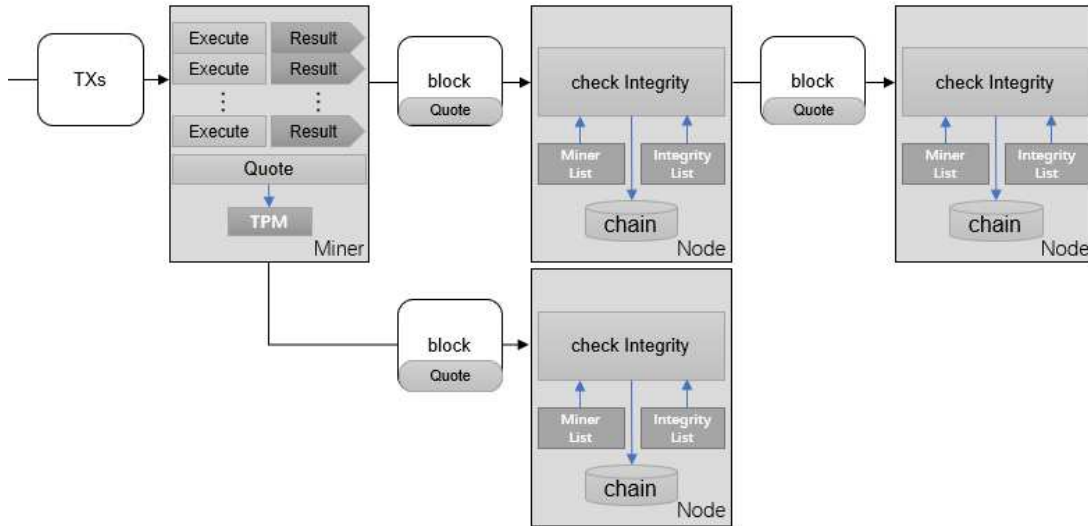 TXs
Execute Result
Execute Result
Execute Result
Quote
TPM
Miner
block
Quote
check Integrity
Miner
List
Integrity
List
chain
Node
block
Quote
check Integrity
Miner
List
Integrity
List
chain
Node
block
Quote
check Integrity
Miner
List
Integrity
List
chain
Node